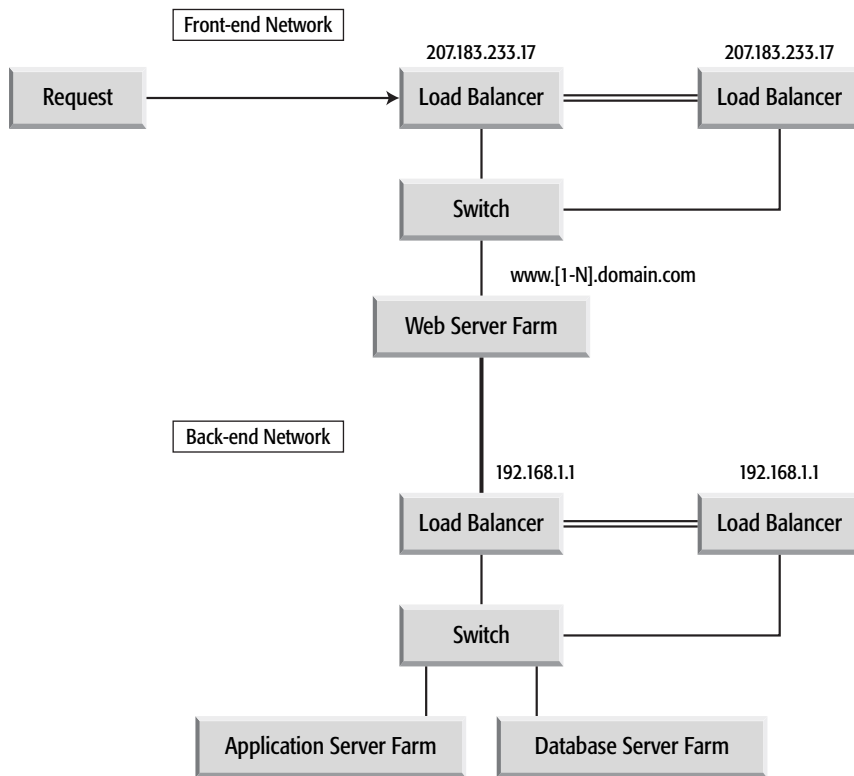 Front-end Network
207.183.233.17
207.183.233.17
Request
Load Balancer
Load Balancer
Switch
www.[1-N].domain.com
Web Server Farm
Back-end Network
192.168.1.1
192.168.1.1
Load Balancer
Load Balancer
Switch
Application Server Farm
Database Server Farm